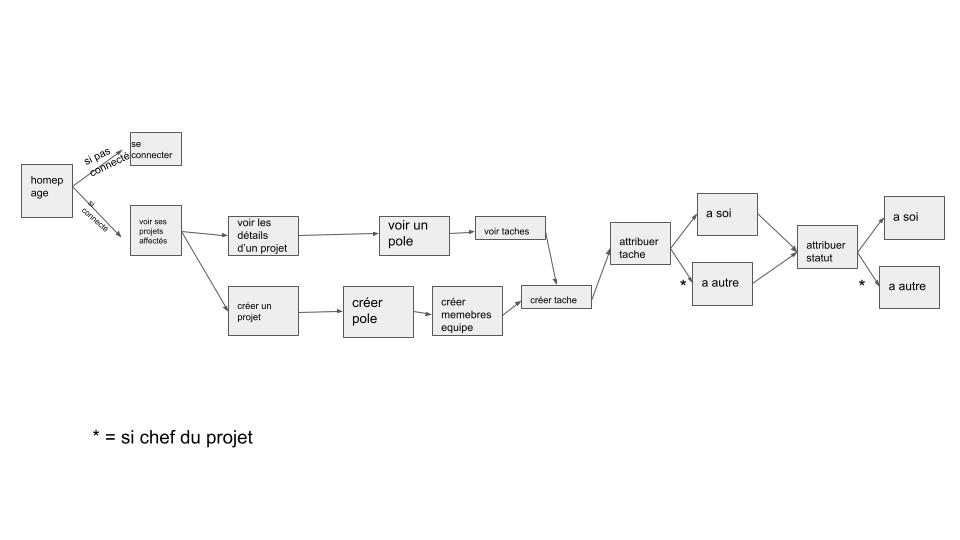 homep
age
si pas
connecté
se
connecter
si
connecté
voir ses
projets
affectés
voir les
détails
d'un projet
voir un
pole
voir taches
créer un
projet
créer
pole
créer
memebres
equipe
créer tache
attribuer
tache
a soi
* a autre
attribuer
statut
a soi
* a autre
* = si chef du projet